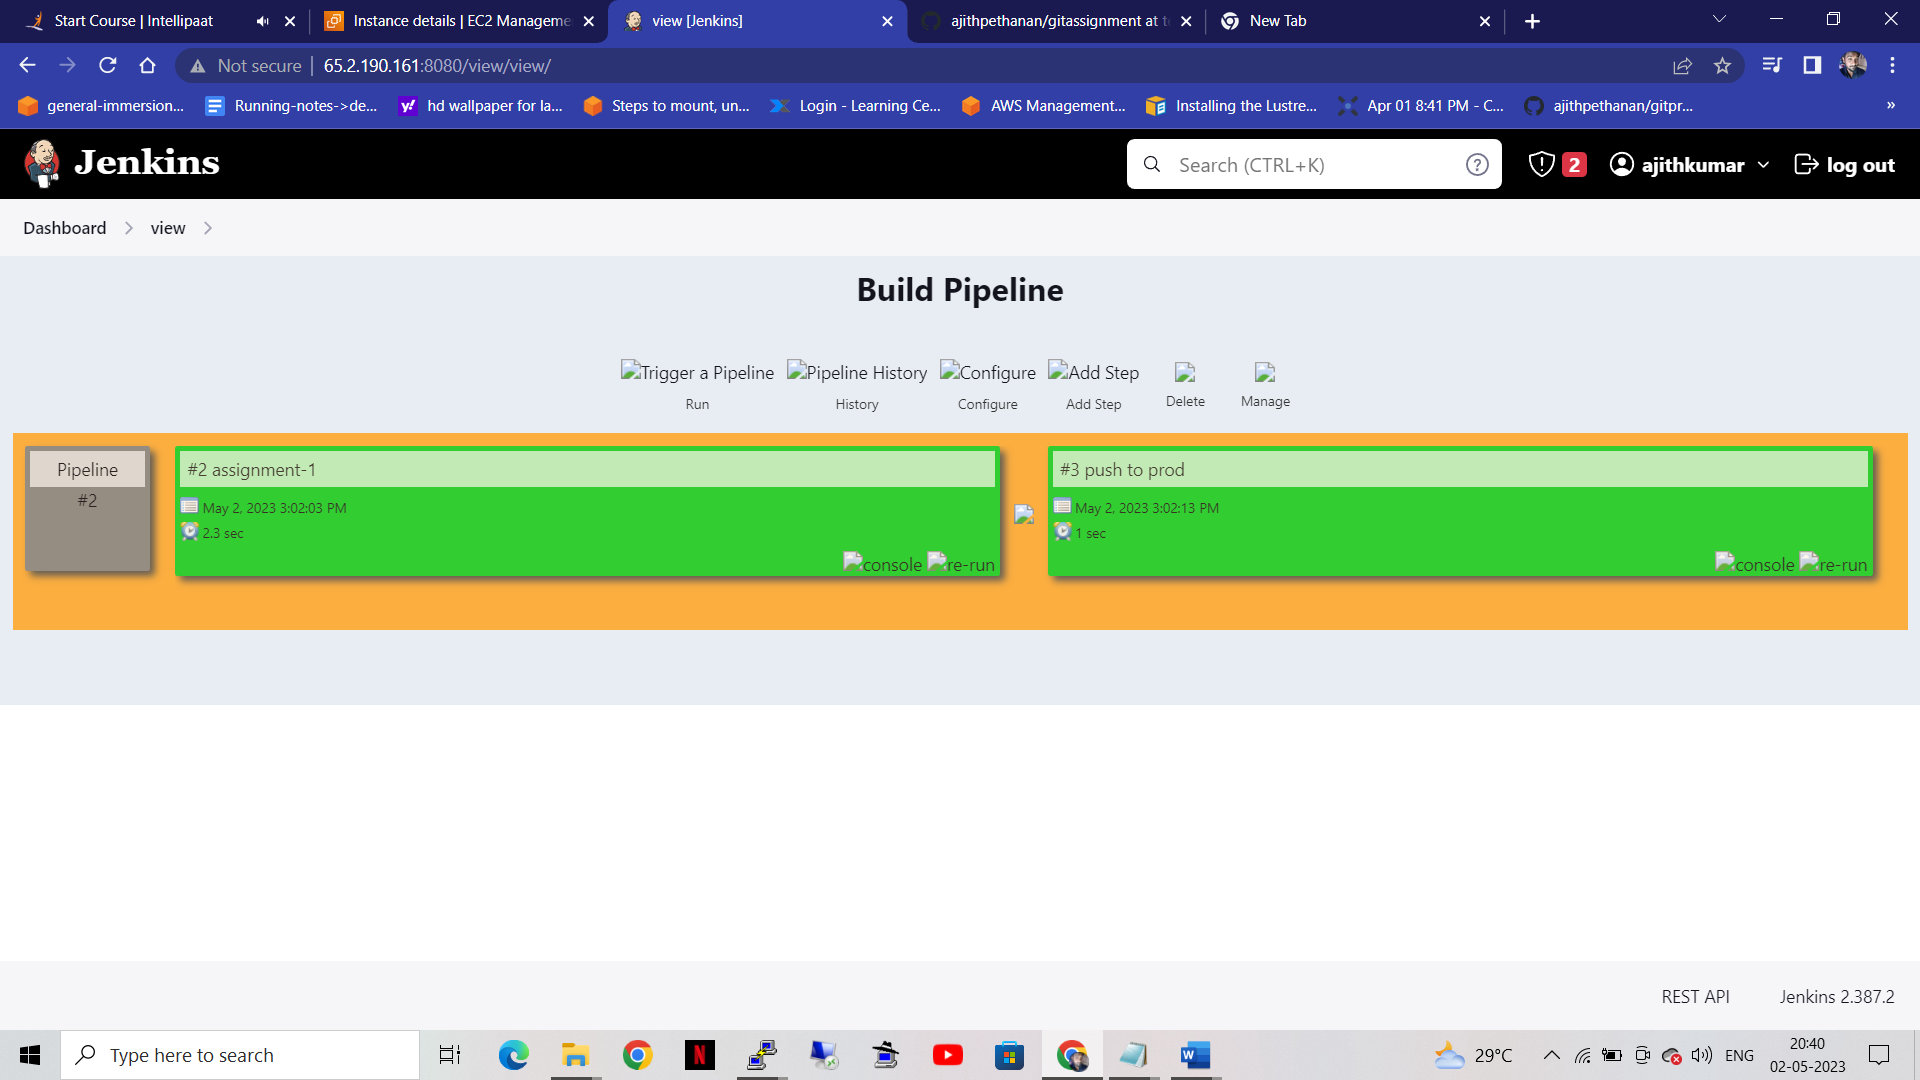 Start Course | Intellipaat
Instance details | EC2 Manageme
view [Jenkins]
ajithpethanan/gitassignment at te
New Tab
Not secure
65.2.190.161:8080/view/view/
general-immersion...
Running-notes->de...
hd wallpaper for la...
Steps to mount, un...
Login - Learning Ce...
AWS Management...
Installing the Lustre...
Apr 01 8:41 PM - C...
ajithpethanan/gitpr...
»
Jenkins
Search (CTRL+K)
2
ajithkumar
log out
Dashboard
view
Build Pipeline
Trigger a Pipeline
Pipeline History
Configure
Add Step
Run
History
Configure
Add Step
Delete
Manage
Pipeline
#2
#2 assignment-1
May 2, 2023 3:02:03 PM
2.3 sec
console
re-run
#3 push to prod
May 2, 2023 3:02:13 PM
1 sec
console
re-run
REST API
Jenkins 2.387.2
Type here to search
29°C
ENG
20:40
02-05-2023